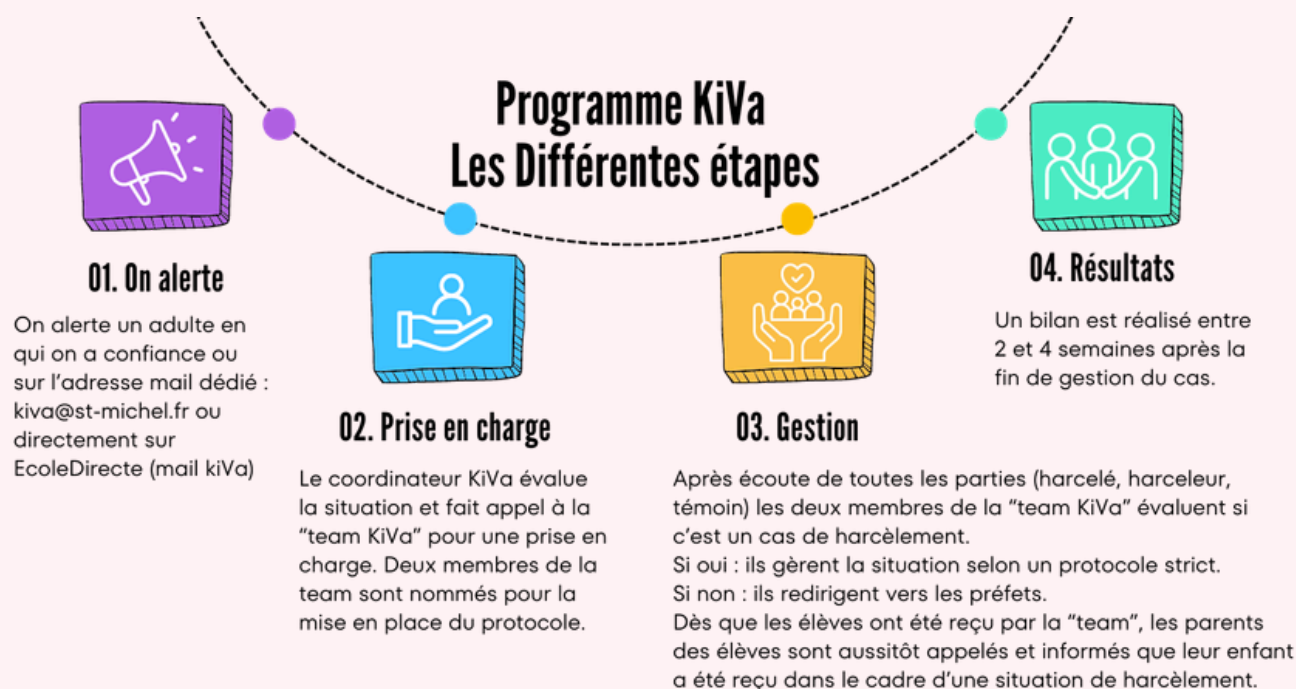 Programme KiVa
Les Différentes étapes
01. On alerte
On alerte un adulte en
qui on a confiance ou
sur l'adresse mail dédié :
kiva@st-michel.fr ou
directement sur
EcoleDirecte (mail kiVa)
02. Prise en charge
Le coordinateur KiVa évalue
la situation et fait appel à la
“team KiVa” pour une prise en
charge. Deux membres de la
team sont nommés pour la
mise en place du protocole.
03. Gestion
Après écoute de toutes les parties (harcelé, harceleur,
témoin) les deux membres de la “team KiVa” évaluent si
c'est un cas de harcèlement.
Si oui : ils gèrent la situation selon un protocole strict.
Si non : ils redirigent vers les préfets.
Dès que les élèves ont été reçu par la “team”, les parents
des élèves sont aussitôt appelés et informés que leur enfant
a été reçu dans le cadre d'une situation de harcèlement.
04. Résultats
Un bilan est réalisé entre
2 et 4 semaines après la
fin de gestion du cas.